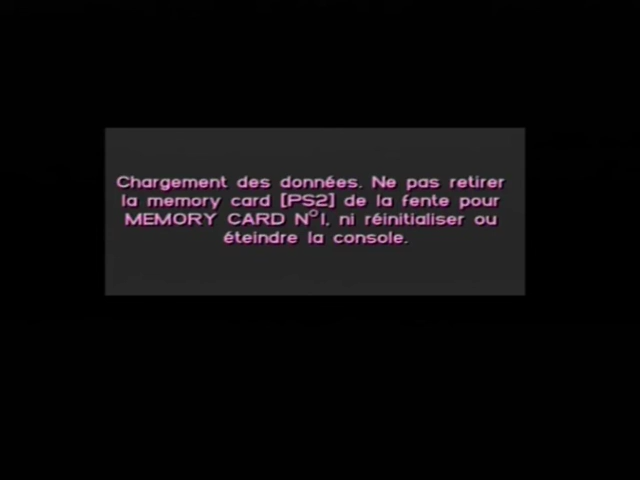 Chargement des données. Ne pas retirer
la memory card [PS2] de la fente pour
MEMORY CARD N°1, ni réinitialiser ou
éteindre la console.